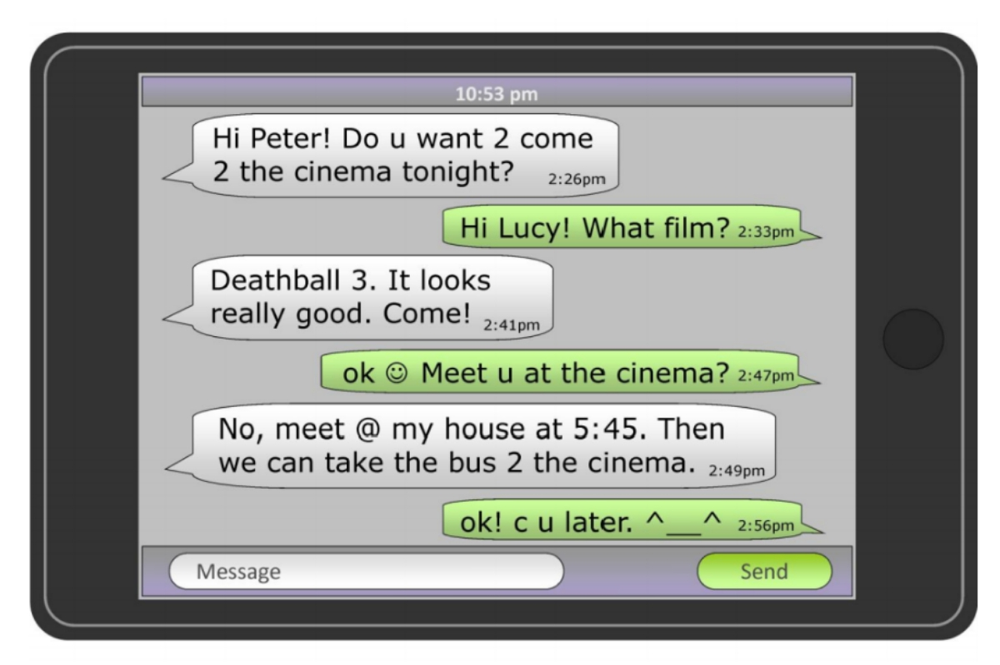 10:53 pm
Hi Peter! Do u want 2 come
2 the cinema tonight? 2:26pm
Hi Lucy! What film? 2:33pm
Deathball 3. It looks
really good. Come! 2:41pm
ok ☺ Meet u at the cinema? 2:47pm
No, meet @ my house at 5:45. Then
we can take the bus 2 the cinema. 2:49pm
ok! c u later. ^__^ 2:56pm
Message Send